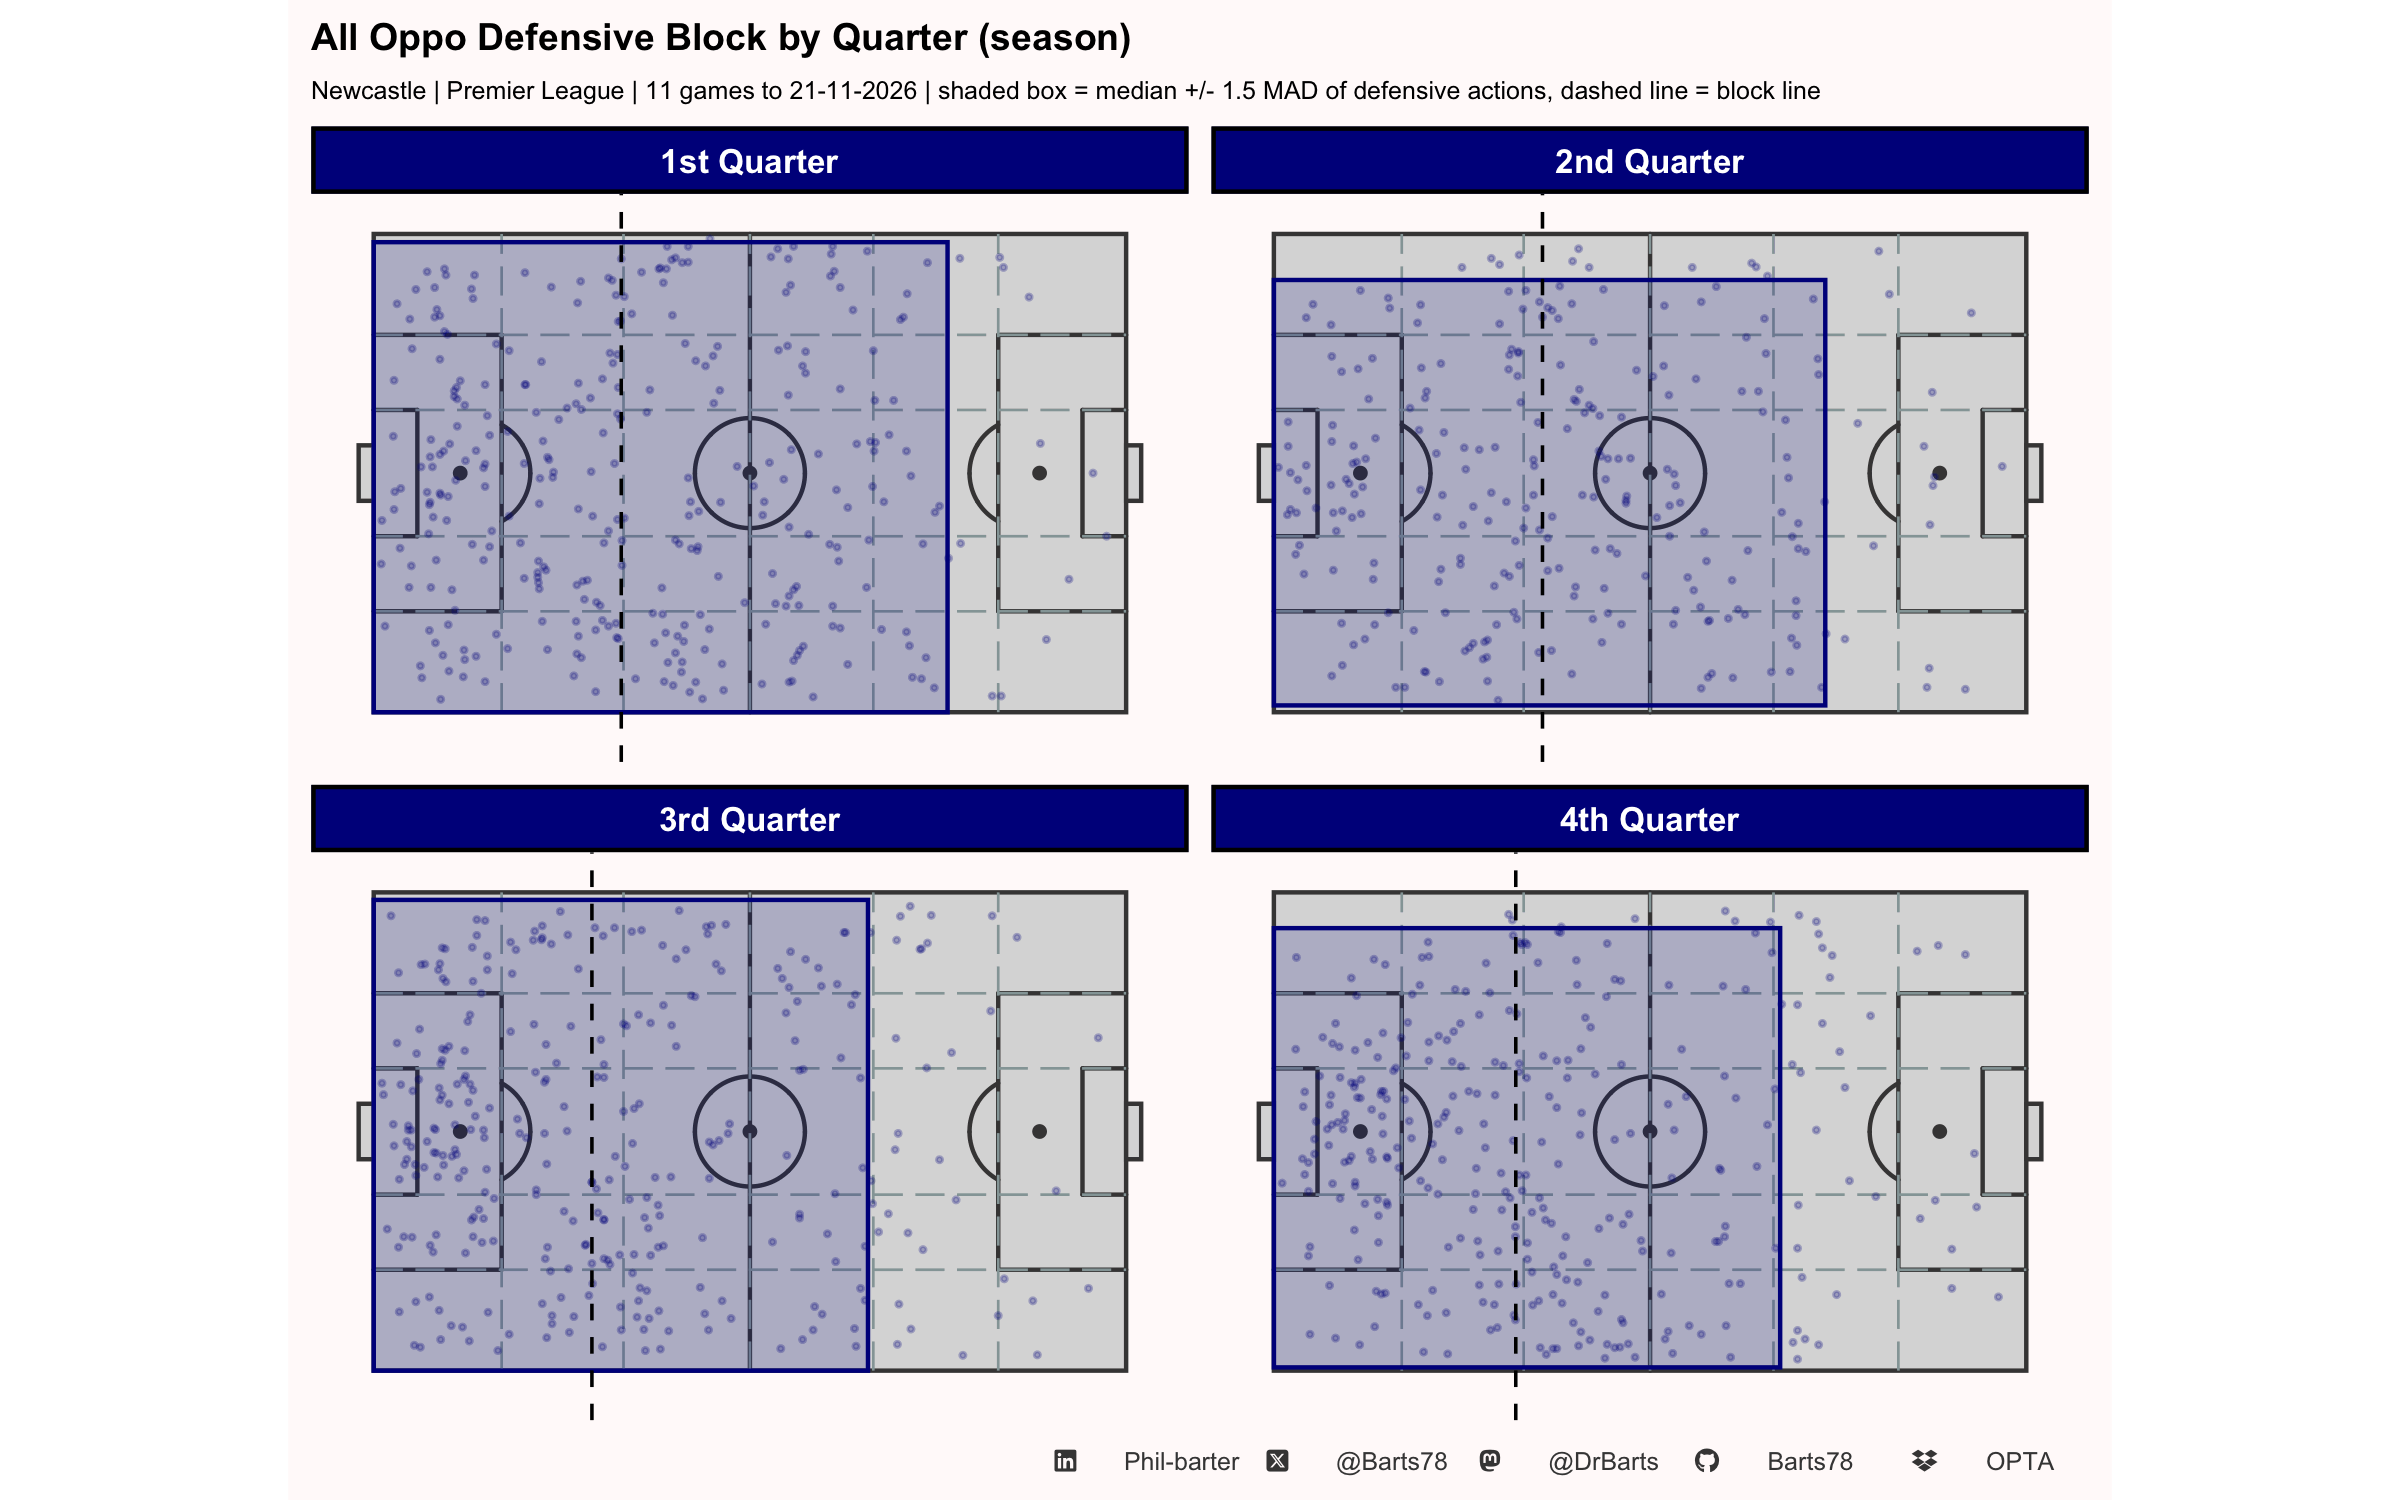 All Oppo Defensive Block by Quarter (season)
Newcastle | Premier League | 11 games to 21-11-2026 | shaded box = median +/- 1.5 MAD of defensive actions, dashed line = block line
1st Quarter
2nd Quarter
3rd Quarter
4th Quarter
Phil-barter @Barts78 @DrBarts Barts78 OPTA